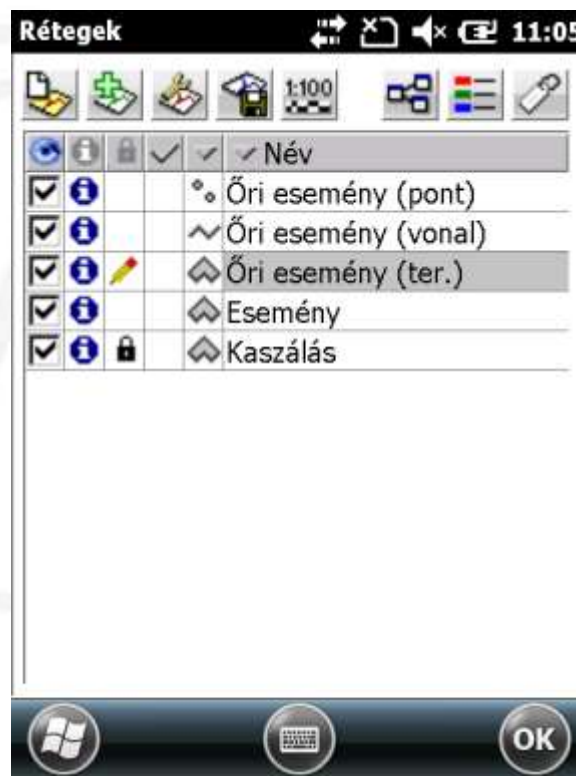 Rétegek 11:05
1:100
Név
Őri esemény (pont)
Őri esemény (vonal)
Őri esemény (ter.)
Esemény
Kaszálás
OK